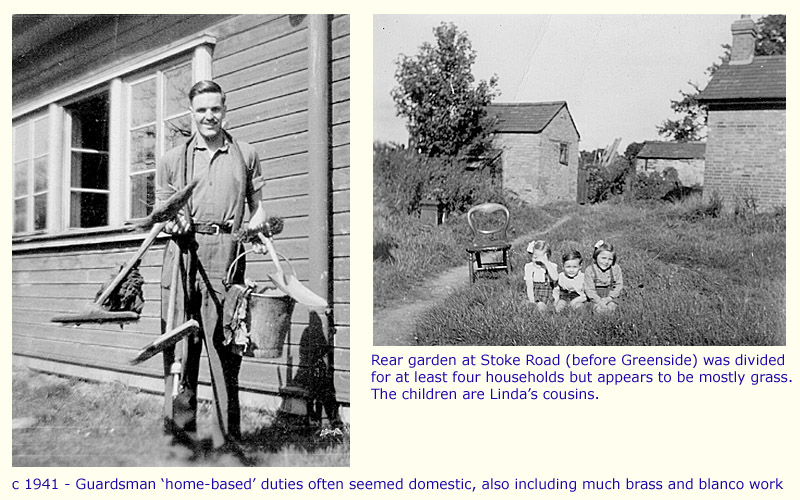 Rear garden at Stoke Road (before Greenside) was divided
for at least four households but appears to be mostly grass.
The children are Linda’s cousins.
c 1941 - Guardsman ‘home-based’ duties often seemed domestic, also including much brass and blanco work